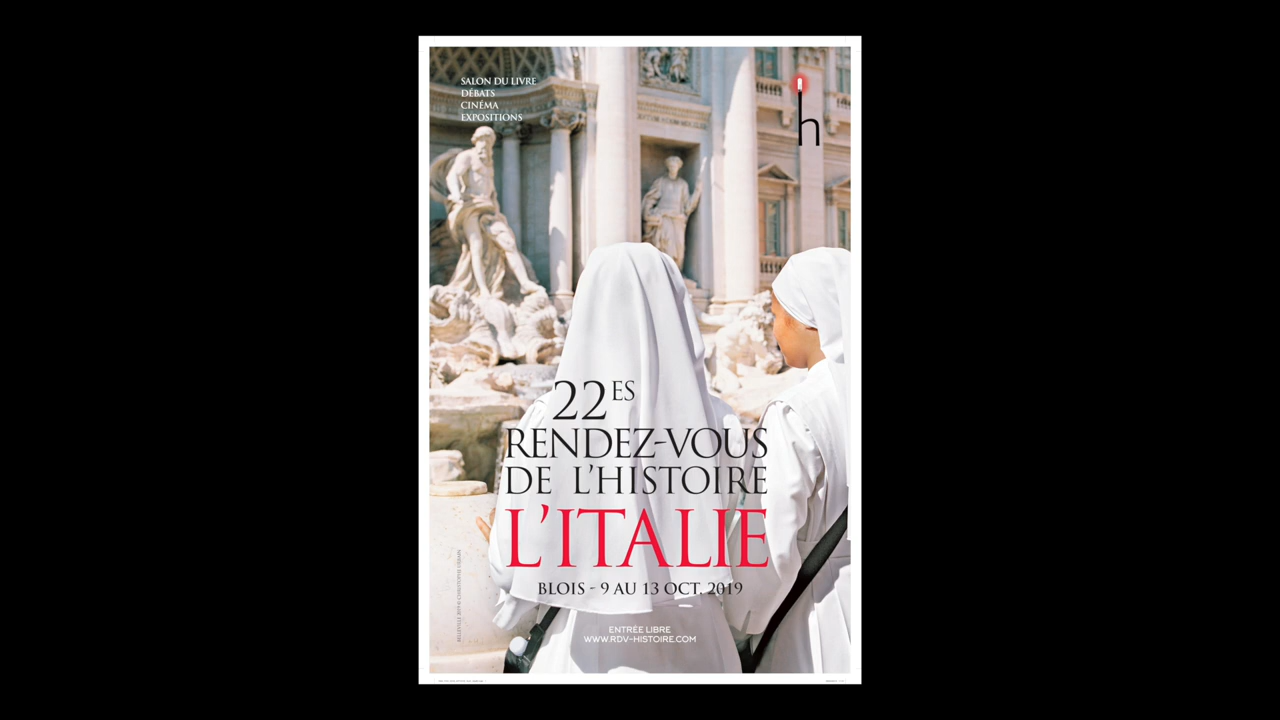 SALON DU LIVRE
DÉBATS
CINÉMA
EXPOSITIONS
h
22ES
RENDEZ-VOUS
DE L'HISTOIRE
L'ITALIE
BLOIS - 9 AU 13 OCT. 2019
ENTRÉE LIBRE
WWW.RDV-HISTOIRE.COM